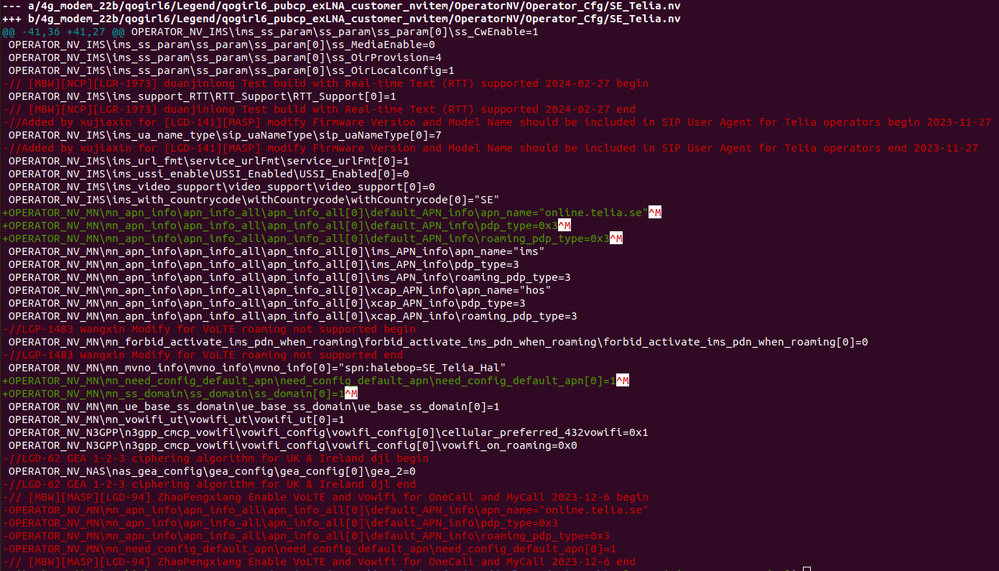 --- a/4g_modem_22b/qogirl6/Legend/qogirl6_pubcp_exLNA_customer_nvitem/OperatorNV/Operator_Cfg/SE_Telia.nv
+++ b/4g_modem_22b/qogirl6/Legend/qogirl6_pubcp_exLNA_customer_nvitem/OperatorNV/Operator_Cfg/SE_Telia.nv
@@ -41,36 +41,27 @@ OPERATOR_NV_IMS\ims_ss_param\ss_param\ss_param[0]\ss_CwEnable=1
 OPERATOR_NV_IMS\ims_ss_param\ss_param\ss_param[0]\ss_MediaEnable=0
 OPERATOR_NV_IMS\ims_ss_param\ss_param\ss_param[0]\ss_OirProvision=4
 OPERATOR_NV_IMS\ims_ss_param\ss_param\ss_param[0]\ss_OirLocalconfig=1
-// [MBW][NCP][LGR-1973] duanjinlong Test build with Real-time Text (RTT) supported 2024-02-27 begin
 OPERATOR_NV_IMS\ims_support_RTT\RTT_Support\RTT_Support[0]=1
-// [MBW][NCP][LGR-1973] duanjinlong Test build with Real-time Text (RTT) supported 2024-02-27 end
-//Added by xujiaxin for [LGD-141][MASP] modify Firmware Version and Model Name should be included in SIP User Agent for Telia operators begin 2023-11-27
 OPERATOR_NV_IMS\ims_ua_name_type\sip_uaNameType\sip_uaNameType[0]=7
-//Added by xujiaxin for [LGD-141][MASP] modify Firmware Version and Model Name should be included in SIP User Agent for Telia operators end 2023-11-27
 OPERATOR_NV_IMS\ims_url_fmt\service_urlFmt\service_urlFmt[0]=1
 OPERATOR_NV_IMS\ims_ussi_enable\USSI_Enabled\USSI_Enabled[0]=0
 OPERATOR_NV_IMS\ims_video_support\video_support\video_support[0]=0
 OPERATOR_NV_IMS\ims_with_countrycode\withCountrycode\withCountrycode[0]="SE"
+OPERATOR_NV_MN\mn_apn_info\apn_info_all\apn_info_all[0]\default_APN_info\apn_name="online.telia.se"^M
+OPERATOR_NV_MN\mn_apn_info\apn_info_all\apn_info_all[0]\default_APN_info\pdp_type=0x3^M
+OPERATOR_NV_MN\mn_apn_info\apn_info_all\apn_info_all[0]\default_APN_info\roaming_pdp_type=0x3^M
 OPERATOR_NV_MN\mn_apn_info\apn_info_all\apn_info_all[0]\ims_APN_info\apn_name="ims"
 OPERATOR_NV_MN\mn_apn_info\apn_info_all\apn_info_all[0]\ims_APN_info\pdp_type=3
 OPERATOR_NV_MN\mn_apn_info\apn_info_all\apn_info_all[0]\ims_APN_info\roaming_pdp_type=3
 OPERATOR_NV_MN\mn_apn_info\apn_info_all\apn_info_all[0]\xcap_APN_info\apn_name="hos"
 OPERATOR_NV_MN\mn_apn_info\apn_info_all\apn_info_all[0]\xcap_APN_info\pdp_type=3
 OPERATOR_NV_MN\mn_apn_info\apn_info_all\apn_info_all[0]\xcap_APN_info\roaming_pdp_type=3
-//LGP-1483 wangxin Modify for VoLTE roaming not supported begin
 OPERATOR_NV_MN\mn_forbid_activate_ims_pdn_when_roaming\forbid_activate_ims_pdn_when_roaming\forbid_activate_ims_pdn_when_roaming[0]=0
-//LGP-1483 wangxin Modify for VoLTE roaming not supported end
 OPERATOR_NV_MN\mn_mvno_info\mvno_info\mvno_info[0]="spn:halebop=SE_Telia_Hal"
+OPERATOR_NV_MN\mn_need_config_default_apn\need_config_default_apn\need_config_default_apn[0]=1^M
+OPERATOR_NV_MN\mn_ss_domain\ss_domain\ss_domain[0]=1^M
 OPERATOR_NV_MN\mn_ue_base_ss_domain\ue_base_ss_domain\ue_base_ss_domain[0]=1
 OPERATOR_NV_MN\mn_vowifi_ut\vowifi_ut\vowifi_ut[0]=1
 OPERATOR_NV_N3GPP\n3gpp_cmcp_vowifi\vowifi_config\vowifi_config[0]\cellular_preferred_432vowifi=0x1
 OPERATOR_NV_N3GPP\n3gpp_cmcp_vowifi\vowifi_config\vowifi_config[0]\vowifi_on_roaming=0x0
-//LGD-62 GEA 1-2-3 ciphering algorithm for UK & Ireland djl begin
 OPERATOR_NV_NAS\nas_gea_config\gea_config\gea_config[0]\gea_2=0
-//LGD-62 GEA 1-2-3 ciphering algorithm for UK & Ireland djl end
-// [MBW][MASP][LGD-94] ZhaoPengxiang Enable VoLTE and Vowifi for OneCall and MyCall 2023-12-6 begin
-OPERATOR_NV_MN\mn_apn_info\apn_info_all\apn_info_all[0]\default_APN_info\apn_name="online.telia.se"
-OPERATOR_NV_MN\mn_apn_info\apn_info_all\apn_info_all[0]\default_APN_info\pdp_type=0x3
-OPERATOR_NV_MN\mn_apn_info\apn_info_all\apn_info_all[0]\default_APN_info\roaming_pdp_type=0x3
-OPERATOR_NV_MN\mn_need_config_default_apn\need_config_default_apn\need_config_default_apn[0]=1
-// [MBW][MASP][LGD-94] ZhaoPengxiang Enable VoLTE and Vowifi for OneCall and MyCall 2023-12-6 end